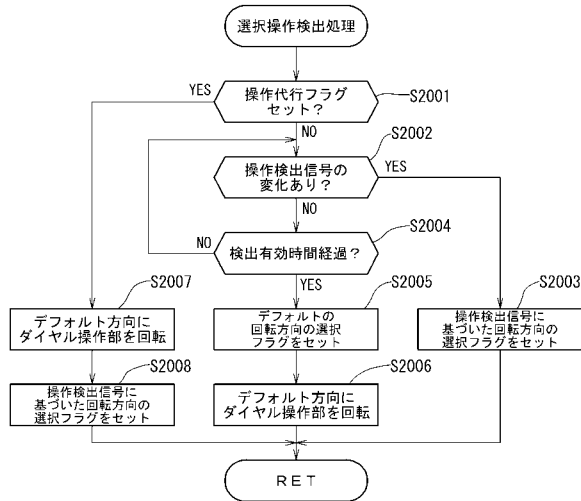 選択操作検出処理
操作代行フラグ
セット？
S2001
YES
NO
S2002
操作検出信号の
変化あり？
YES
NO
S2004
検出有効時間経過？
NO
YES
S2007
デフォルト方向に
ダイヤル操作部を回転
S2005
デフォルトの
回転方向の選択
フラグをセット
S2003
操作検出信号に
基づいた回転方向の
選択フラグをセット
S2008
操作検出信号に
基づいた回転方向の
選択フラグをセット
S2006
デフォルト方向に
ダイヤル操作部を回転
ＲＥＴ